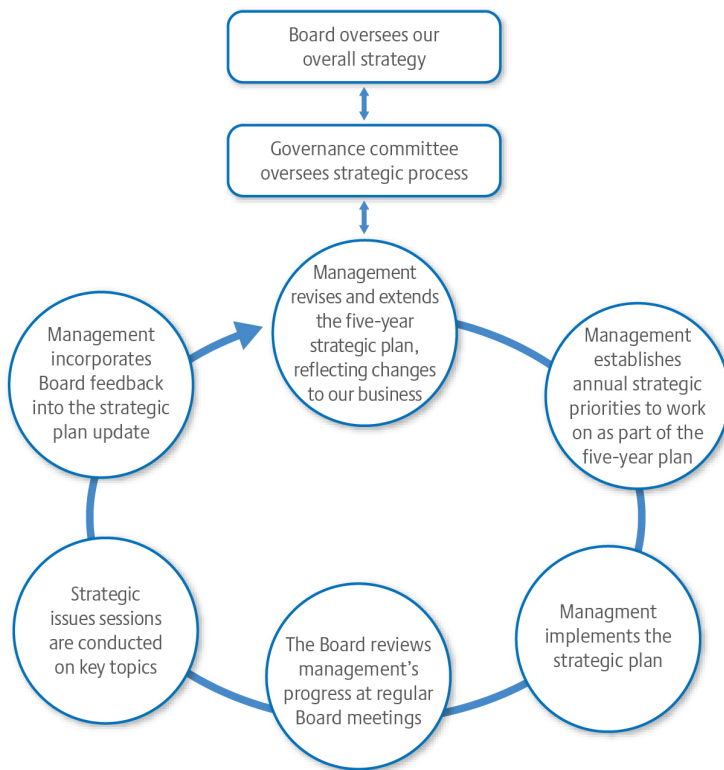 Board oversees our
overall strategy
Governance committee
oversees strategic process
Management
revises and extends
the five-year
strategic plan,
reflecting changes
to our business
Management
establishes
annual strategic
priorities to work
on as part of the
five-year plan
Managment
implements the
strategic plan
The Board reviews
management’s
progress at regular
Board meetings
Strategic
issues sessions
are conducted
on key topics
Management
incorporates
Board feedback
into the strategic
plan update